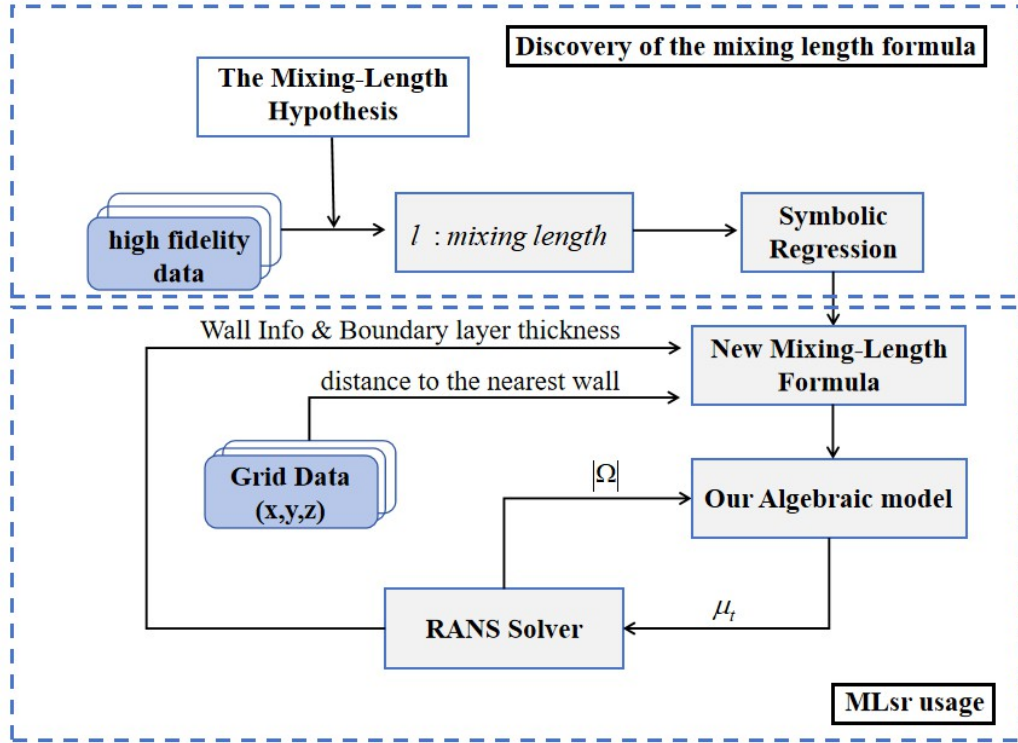 Discovery of the mixing length formula
The Mixing-Length
Hypothesis
high fidelity
data
l : mixing length
Symbolic
Regression
Wall Info & Boundary layer thickness
New Mixing-Length
Formula
distance to the nearest wall
Grid Data
(x,y,z)
|Ω|
Our Algebraic model
RANS Solver
μt
MLsr usage